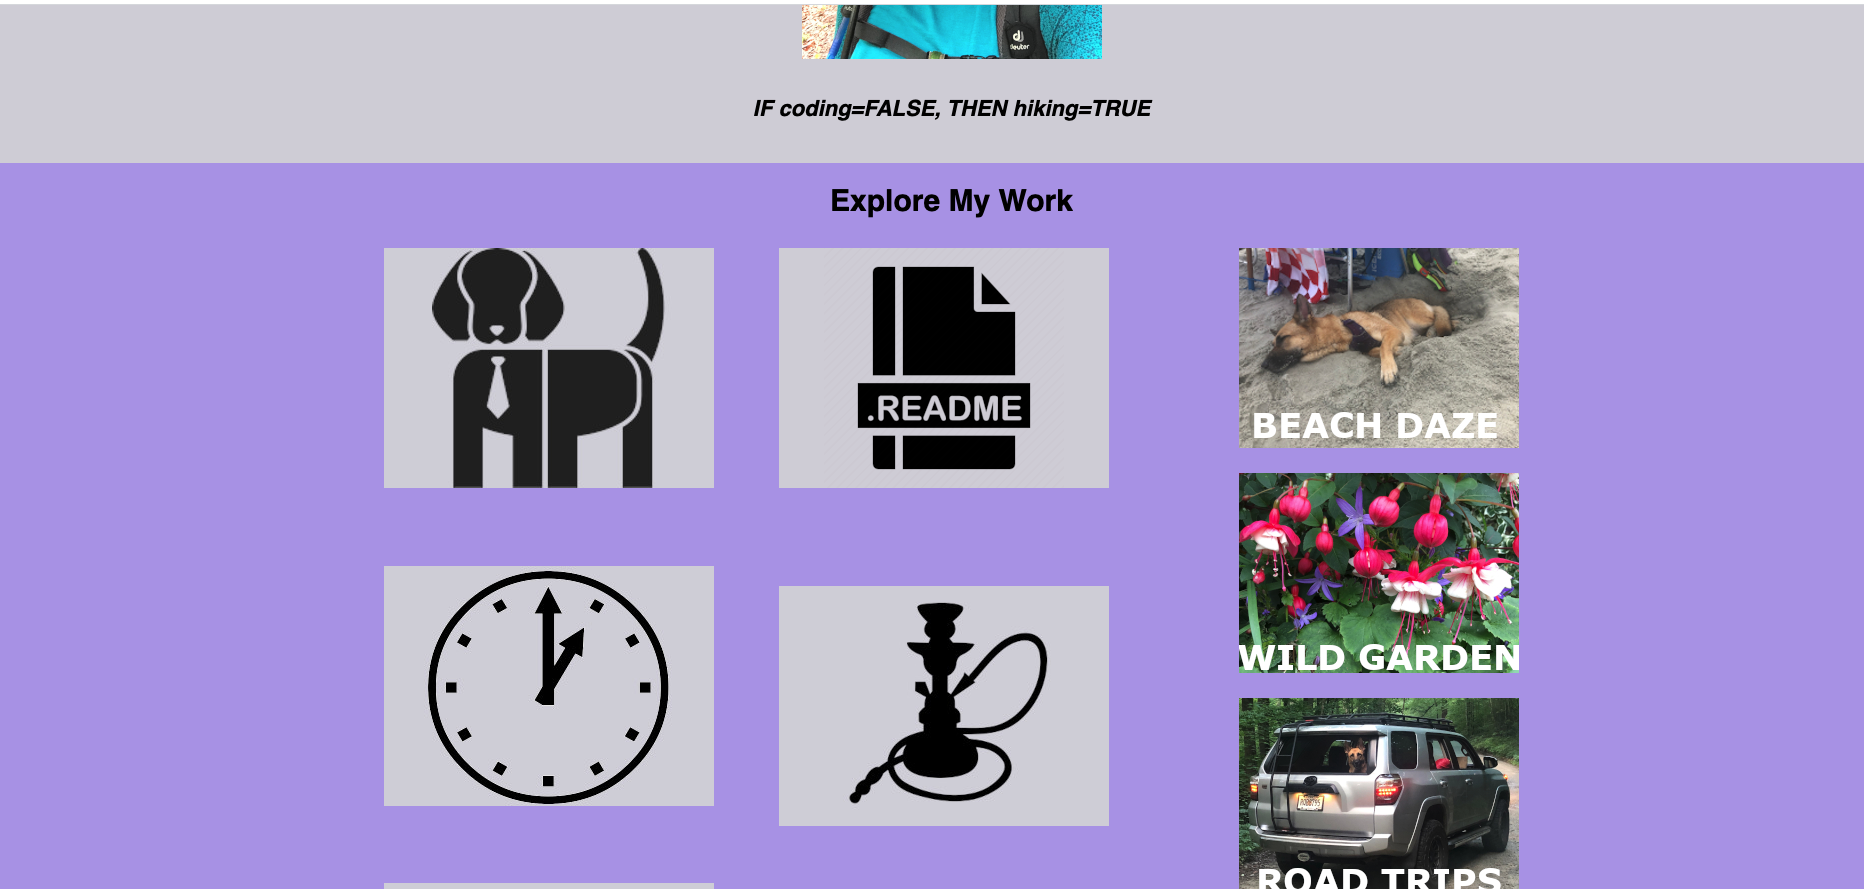 deuter
IF coding=FALSE, THEN hiking=TRUE
Explore My Work
.README
BEACH DAZE
WILD GARDEN
ROAD TRIPS